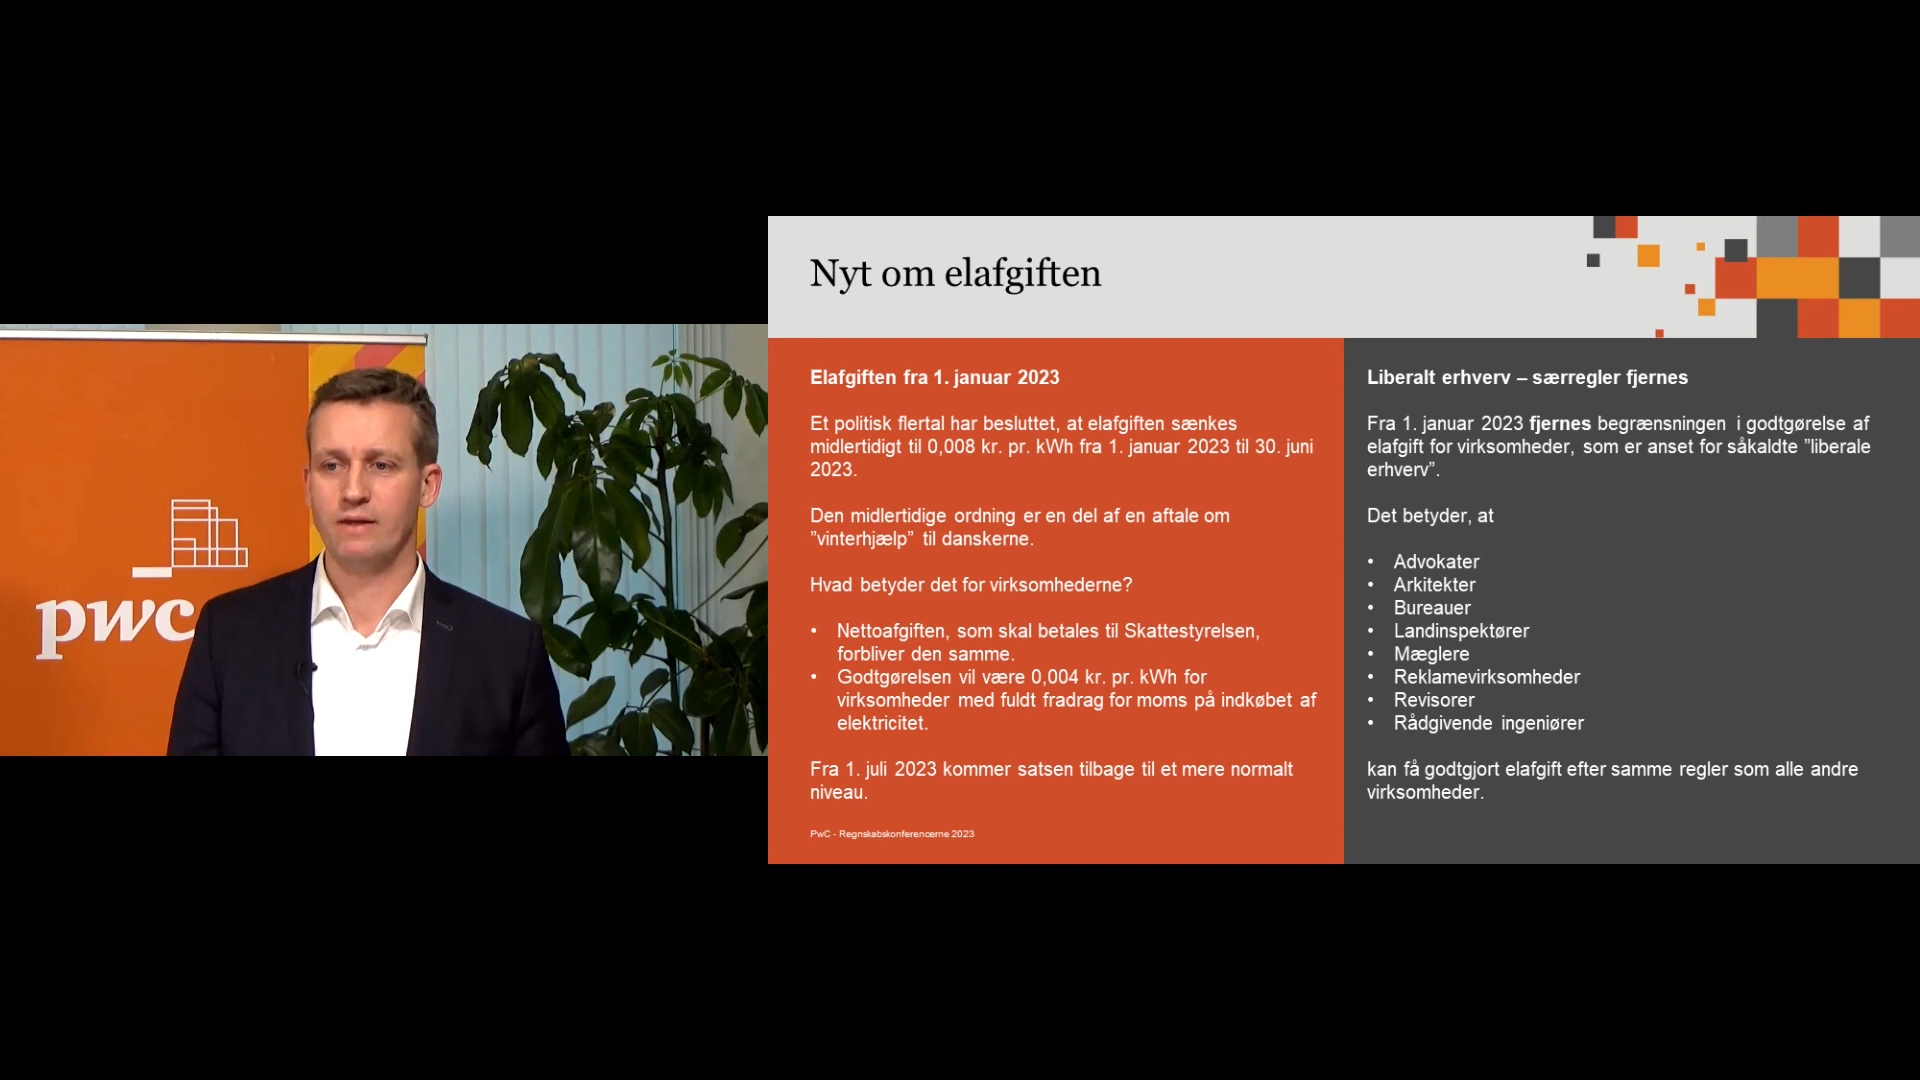 pwc
Nyt om elafgiften
Elafgiften fra 1. januar 2023
Et politisk flertal har besluttet, at elafgiften sænkes
midlertidigt til 0,008 kr. pr. kWh fra 1. januar 2023 til 30. juni
2023.
Den midlertidige ordning er en del af en aftale om
”vinterhjælp” til danskerne.
Hvad betyder det for virksomhederne?
• Nettoafgiften, som skal betales til Skattestyrelsen,
forbliver den samme.
• Godtgørelsen vil være 0,004 kr. pr. kWh for
virksomheder med fuldt fradrag for moms på indkøbet af
elektricitet.
Fra 1. juli 2023 kommer satsen tilbage til et mere normalt
niveau.
PwC - Regnskabskonferencerne 2023
Liberalt erhverv – særregler fjernes
Fra 1. januar 2023 fjernes begrænsningen i godtgørelse af
elafgift for virksomheder, som er anset for såkaldte ”liberale
erhverv”.
Det betyder, at
• Advokater
• Arkitekter
• Bureauer
• Landinspektører
• Mæglere
• Reklamevirksomheder
• Revisorer
• Rådgivende ingeniører
kan få godtgjort elafgift efter samme regler som alle andre
virksomheder.